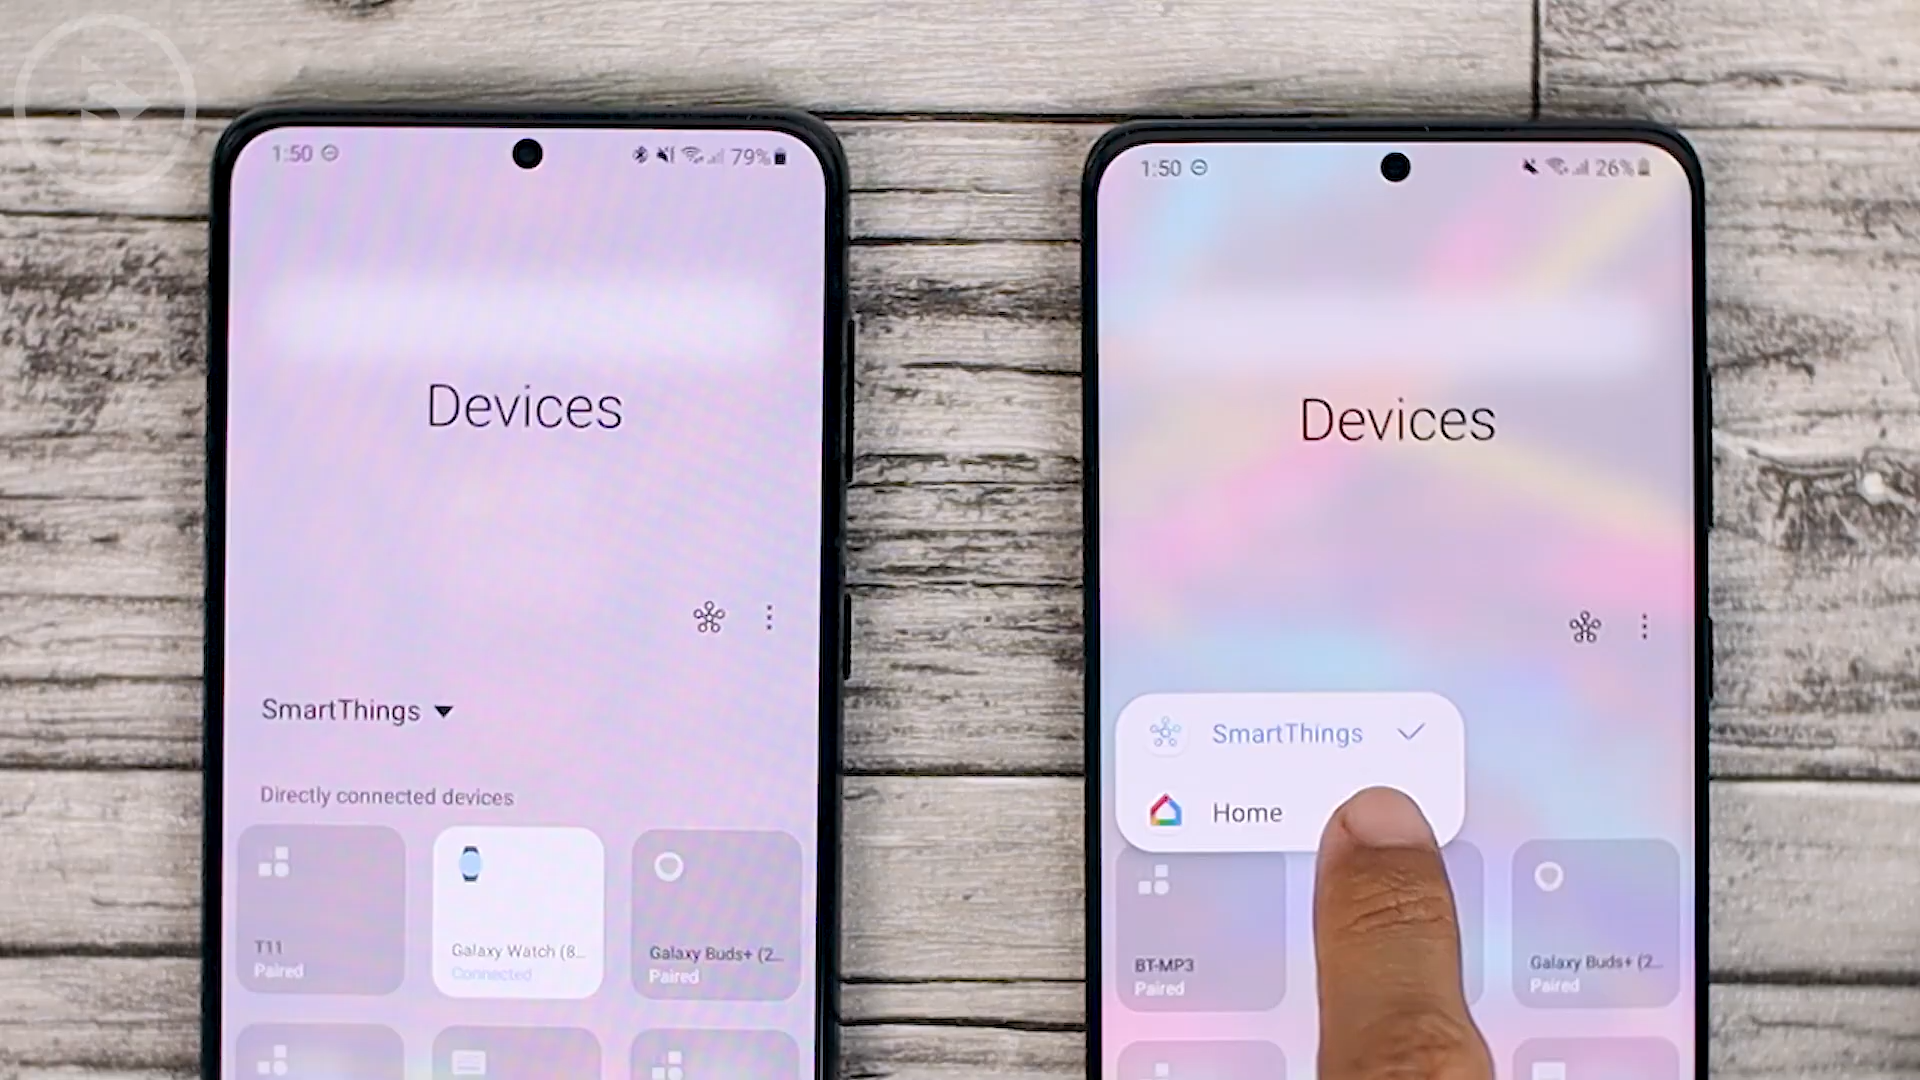 1:50
79%
Devices
SmartThings
Directly connected devices
T11
Paired
Galaxy Watch (8...
Connected
Galaxy Buds+ (2...
Paired
1:50
26%
Devices
SmartThings
Home
BT-MP3
Paired
Galaxy Buds+ (2...
Paired